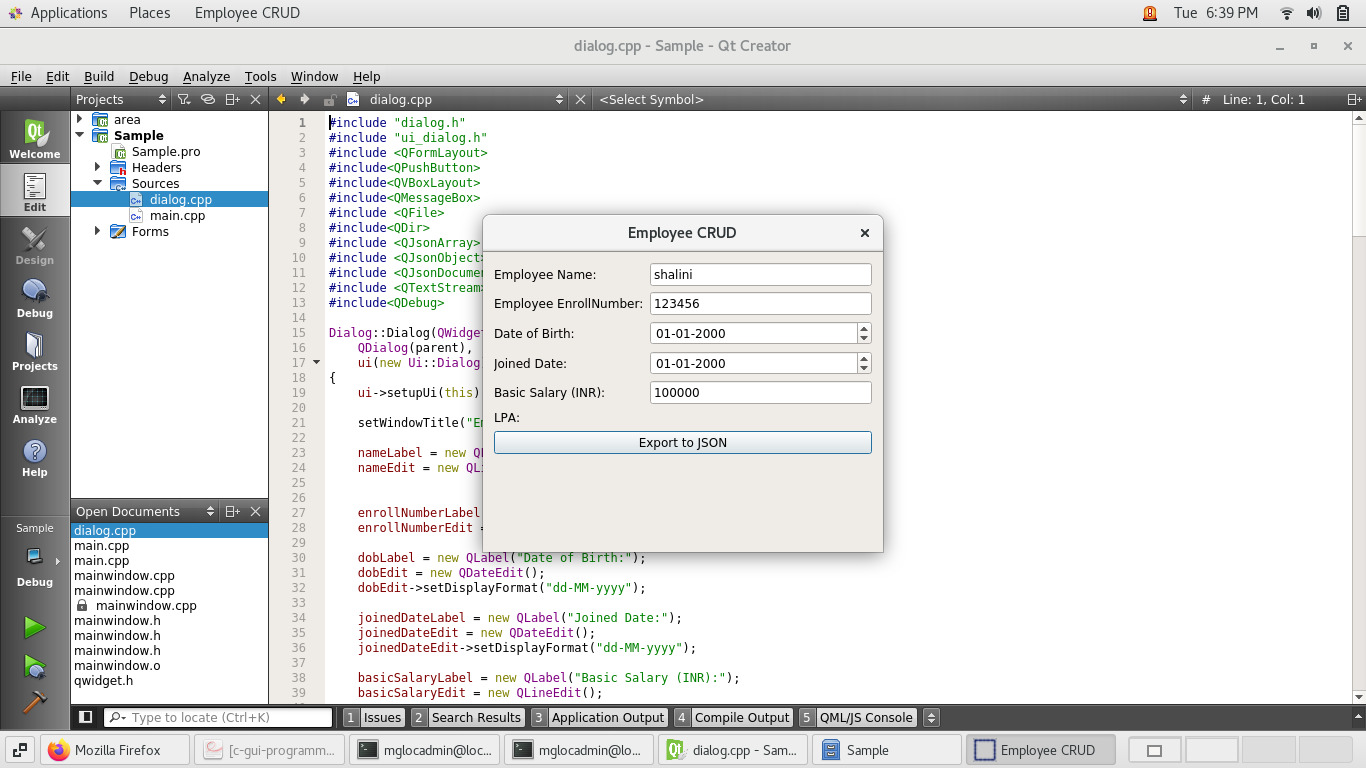 Applications Places Employee CRUD Tue 6:39 PM
dialog.cpp - Sample - Qt Creator
File Edit Build Debug Analyze Tools Window Help
Projects dialog.cpp <Select Symbol> # Line: 1, Col: 1
Welcome
Edit
Design
Debug
Projects
Analyze
Help
Sample
Debug
area
Sample
Sample.pro
Headers
Sources
dialog.cpp
main.cpp
Forms
Open Documents
dialog.cpp
main.cpp
main.cpp
mainwindow.cpp
mainwindow.cpp
mainwindow.cpp
mainwindow.h
mainwindow.h
mainwindow.h
mainwindow.o
qwidget.h
1 #include "dialog.h"
2 #include "ui_dialog.h"
3 #include <QFormLayout>
4 #include<QPushButton>
5 #include<QVBoxLayout>
6 #include<QMessageBox>
7 #include <QFile>
8 #include<QDir>
9 #include <QJsonArray>
10 #include <QJsonObject>
11 #include <QJsonDocumen
12 #include <QTextStream>
13 #include<QDebug>
14
15 Dialog::Dialog(QWidget
16 QDialog(parent),
17 ui(new Ui::Dialog
18 {
19 ui->setupUi(this)
20
21 setWindowTitle("Em
22
23 nameLabel = new QL
24 nameEdit = new QLi
25
26
27 enrollNumberLabel
28 enrollNumberEdit =
29
30 dobLabel = new QLabel("Date of Birth:");
31 dobEdit = new QDateEdit();
32 dobEdit->setDisplayFormat("dd-MM-yyyy");
33
34 joinedDateLabel = new QLabel("Joined Date:");
35 joinedDateEdit = new QDateEdit();
36 joinedDateEdit->setDisplayFormat("dd-MM-yyyy");
37
38 basicSalaryLabel = new QLabel("Basic Salary (INR):");
39 basicSalaryEdit = new QLineEdit();
Employee CRUD
Employee Name: shalini
Employee EnrollNumber: 123456
Date of Birth: 01-01-2000
Joined Date: 01-01-2000
Basic Salary (INR): 100000
LPA:
Export to JSON
Type to locate (Ctrl+K) 1 Issues 2 Search Results 3 Application Output 4 Compile Output 5 QML/JS Console
Mozilla Firefox [c-gui-programm... mglocadmin@loc... mglocadmin@lo... dialog.cpp - Sam... Sample Employee CRUD